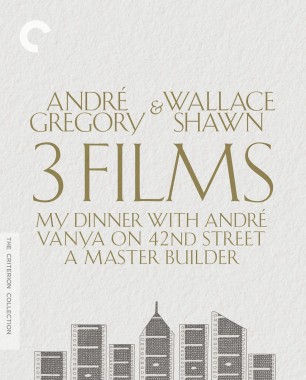 ANDRÉ & WALLACE
GREGORY SHAWN
3 FILMS
MY DINNER WITH ANDRÉ
VANYA ON 42ND STREET
A MASTER BUILDER
THE CRITERION COLLECTION